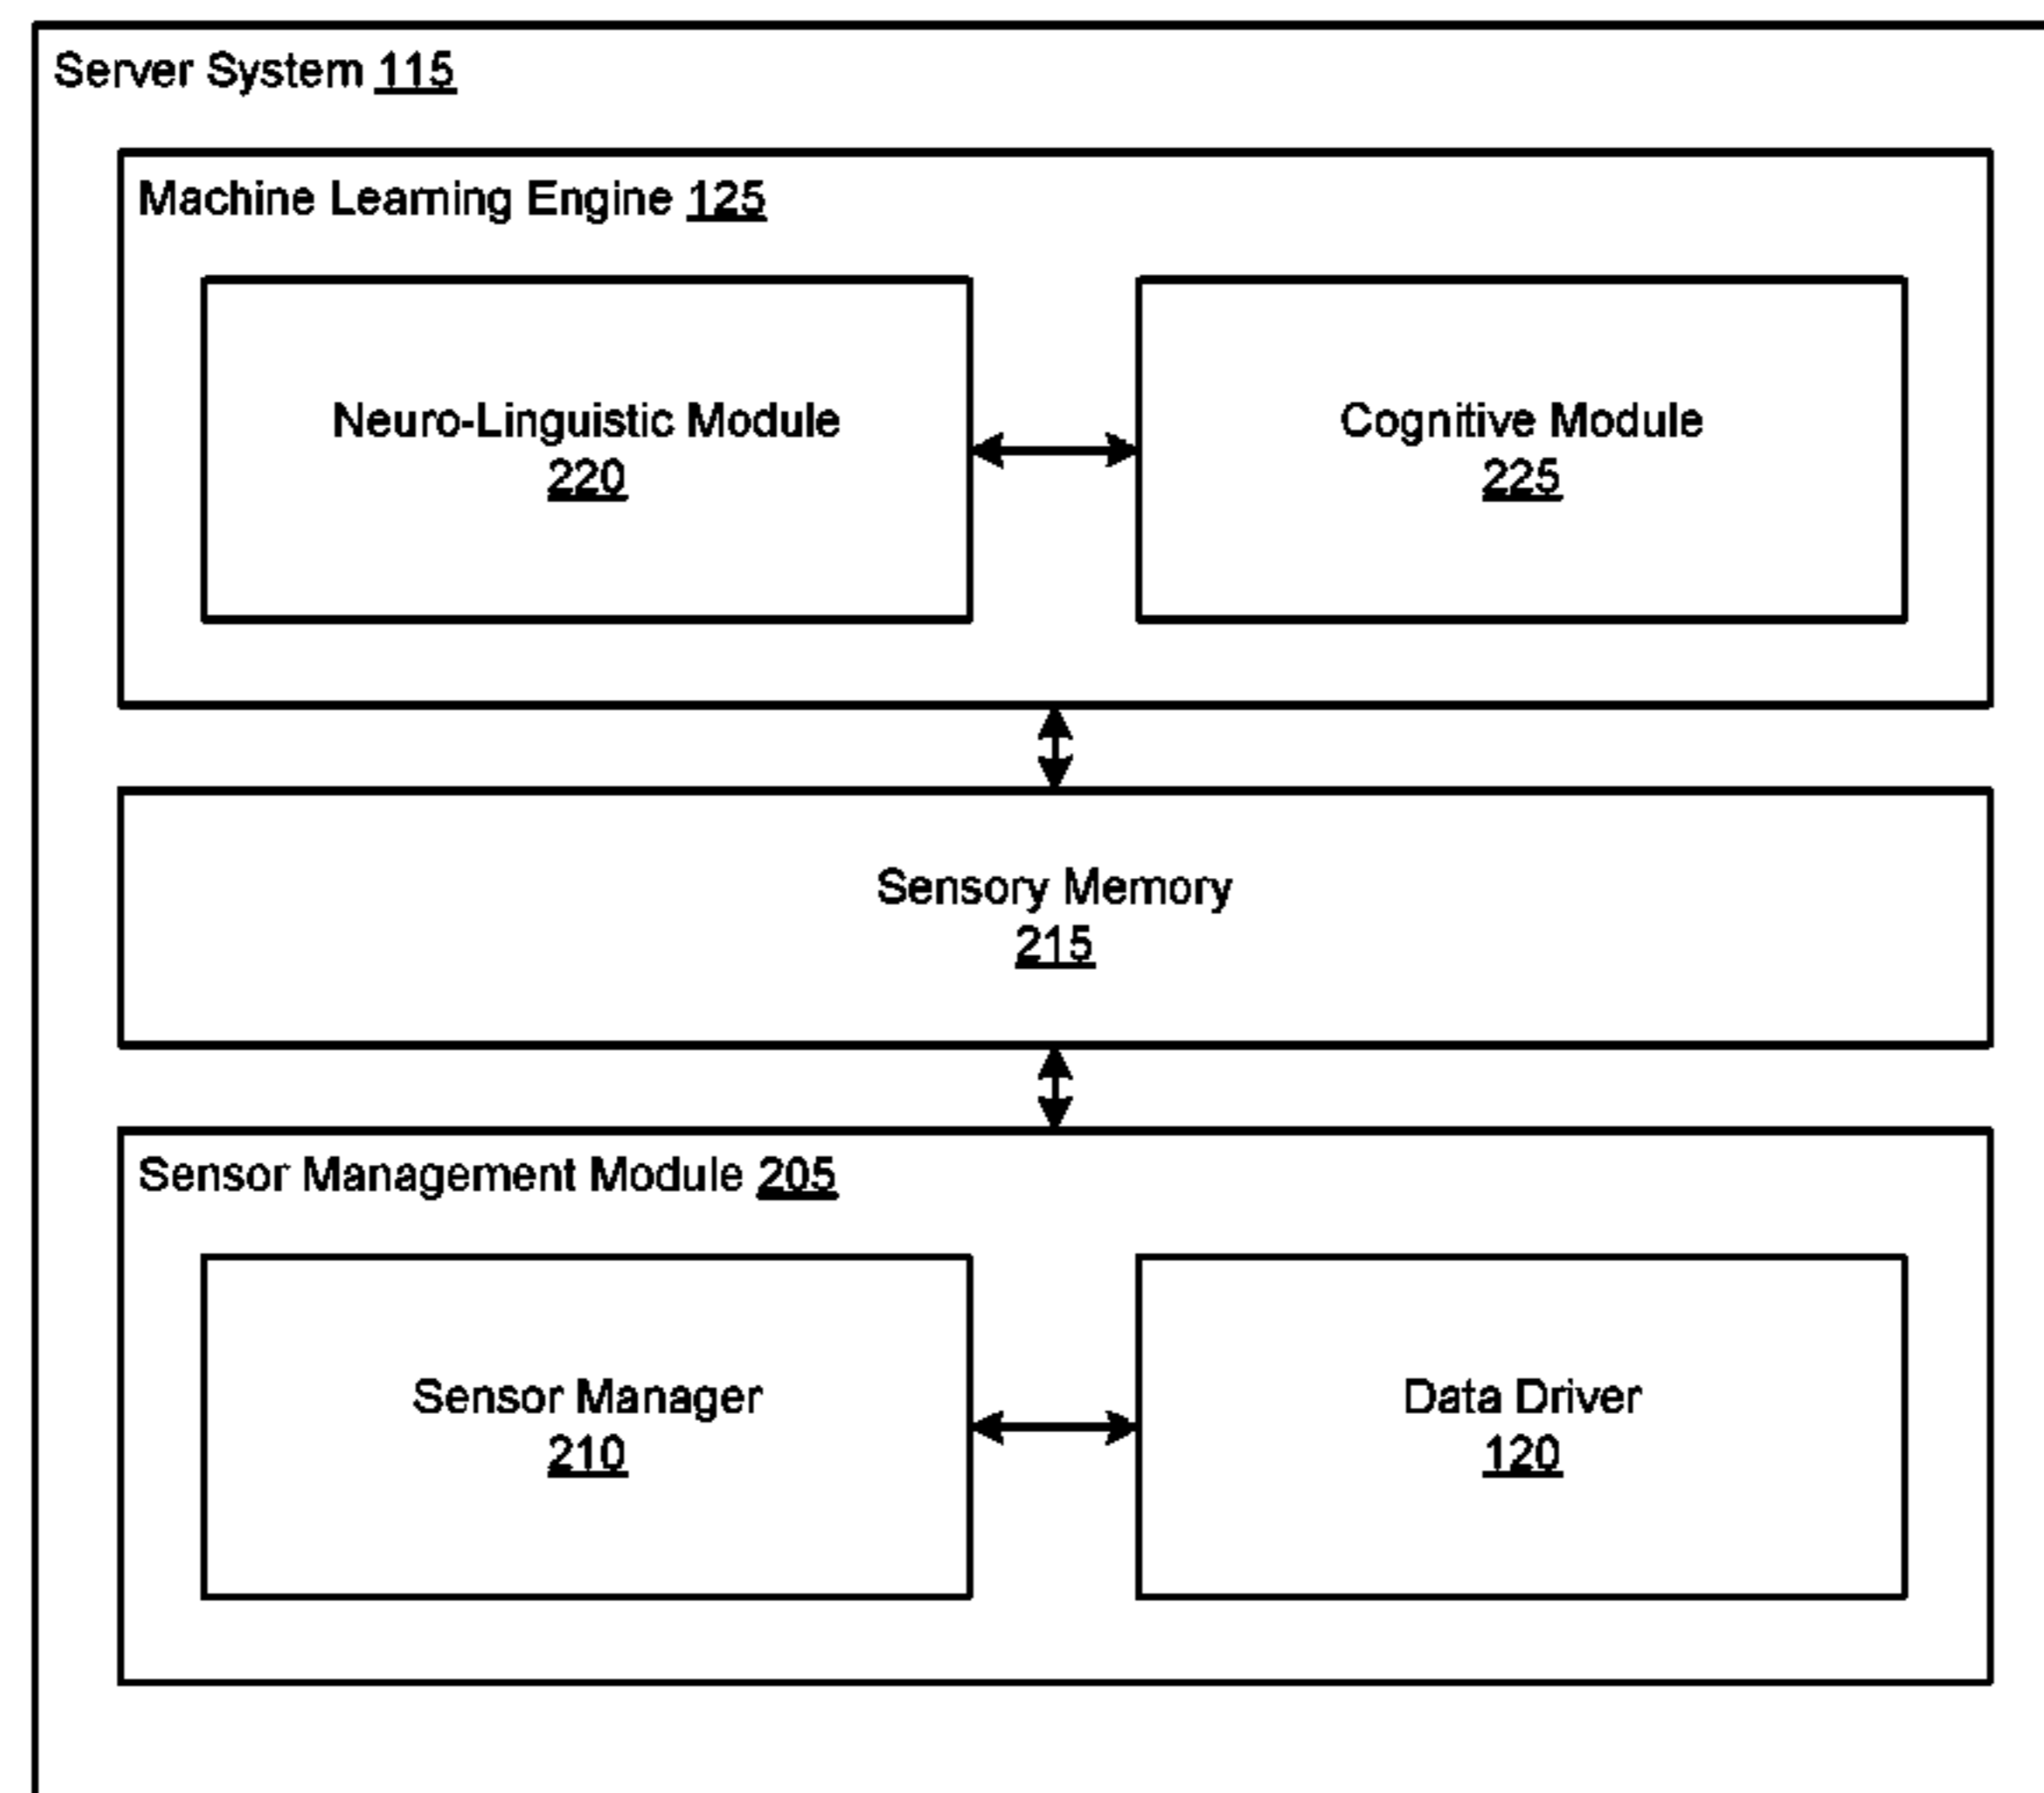 Server System 115
Machine Learning Engine 125
Neuro-Linguistic Module
220
Cognitive Module
225
Sensory Memory
215
Sensor Management Module 205
Sensor Manager
210
Data Driver
120